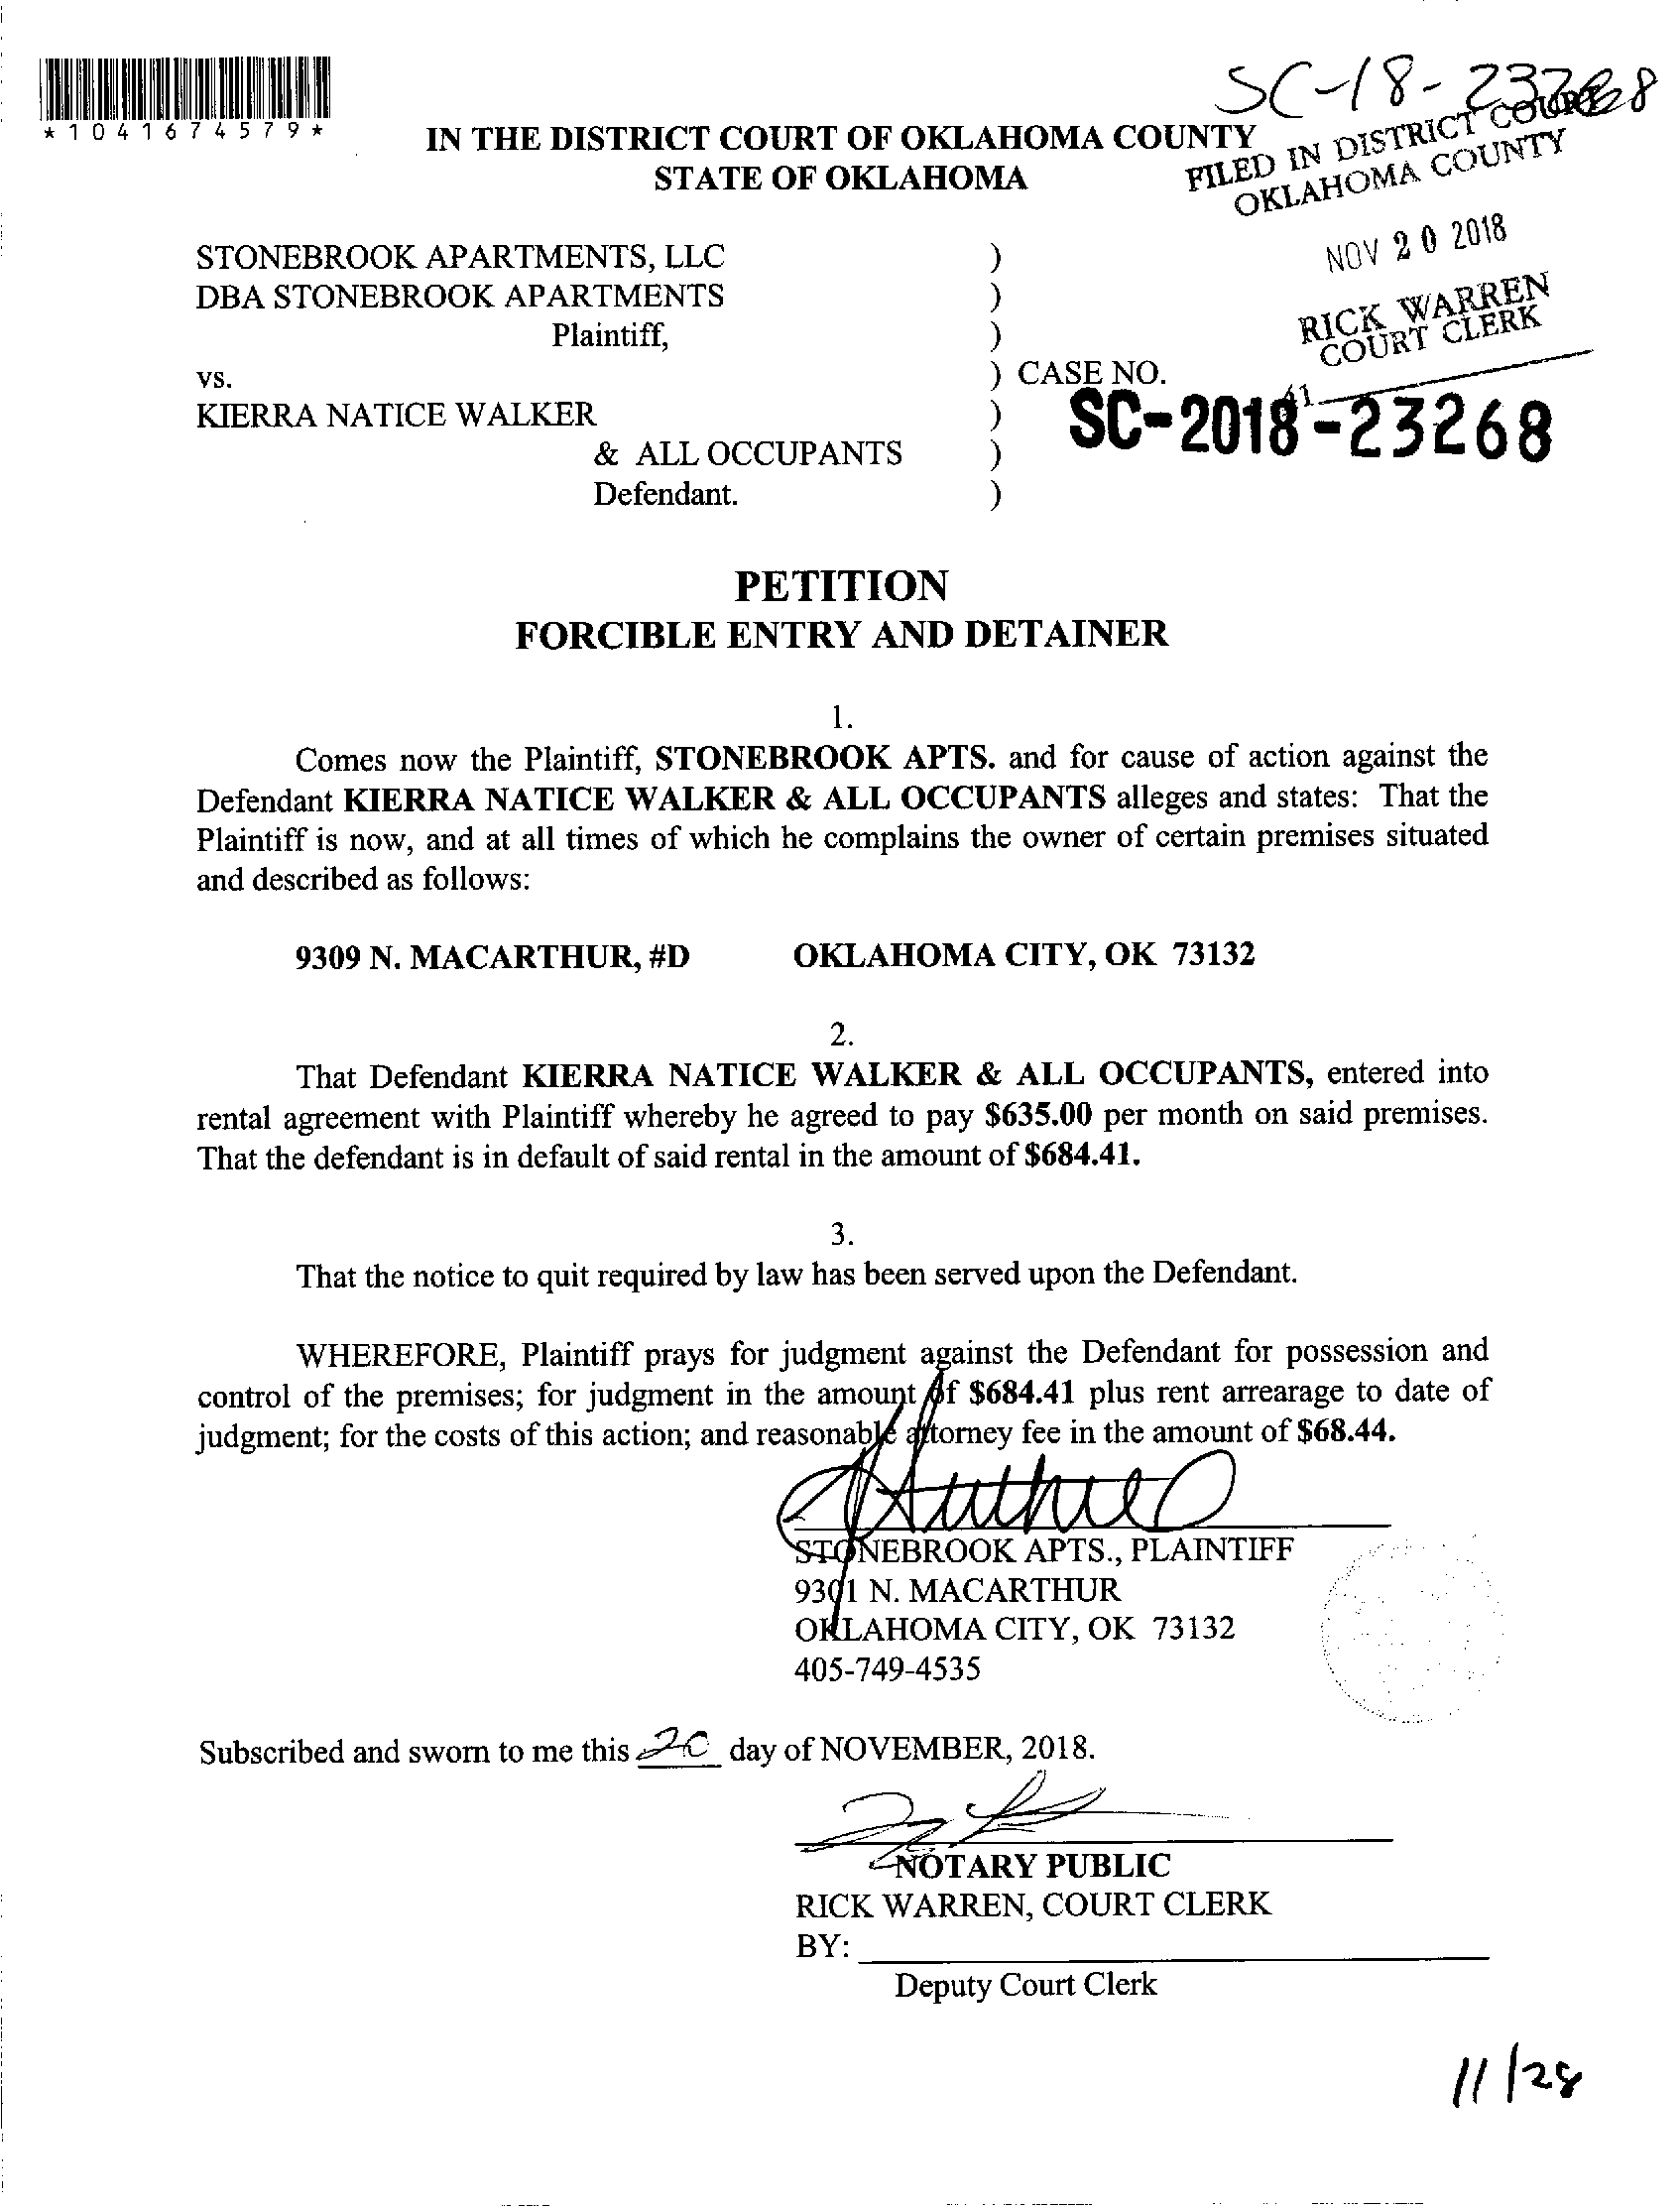 SC-18-23268
*1041674579*
IN THE DISTRICT COURT OF OKLAHOMA COUNTY
STATE OF OKLAHOMA
FILED IN DISTRICT COURT
OKLAHOMA COUNTY
NOV 20 2018
RICK WARREN
COURT CLERK
41
STONEBROOK APARTMENTS, LLC )
DBA STONEBROOK APARTMENTS )
Plaintiff, )
vs. ) CASE NO.
KIERRA NATICE WALKER ) SC-2018-23268
& ALL OCCUPANTS )
Defendant. )
PETITION
FORCIBLE ENTRY AND DETAINER
1.
Comes now the Plaintiff, STONEBROOK APTS. and for cause of action against the
Defendant KIERRA NATICE WALKER & ALL OCCUPANTS alleges and states: That the
Plaintiff is now, and at all times of which he complains the owner of certain premises situated
and described as follows:
9309 N. MACARTHUR, #D OKLAHOMA CITY, OK 73132
2.
That Defendant KIERRA NATICE WALKER & ALL OCCUPANTS, entered into
rental agreement with Plaintiff whereby he agreed to pay $635.00 per month on said premises.
That the defendant is in default of said rental in the amount of $684.41.
3.
That the notice to quit required by law has been served upon the Defendant.
WHEREFORE, Plaintiff prays for judgment against the Defendant for possession and
control of the premises; for judgment in the amount of $684.41 plus rent arrearage to date of
judgment; for the costs of this action; and reasonable attorney fee in the amount of $68.44.
STONEBROOK APTS., PLAINTIFF
9301 N. MACARTHUR
OKLAHOMA CITY, OK 73132
405-749-4535
Subscribed and sworn to me this 20 day of NOVEMBER, 2018.
NOTARY PUBLIC
RICK WARREN, COURT CLERK
BY:
Deputy Court Clerk
11/28